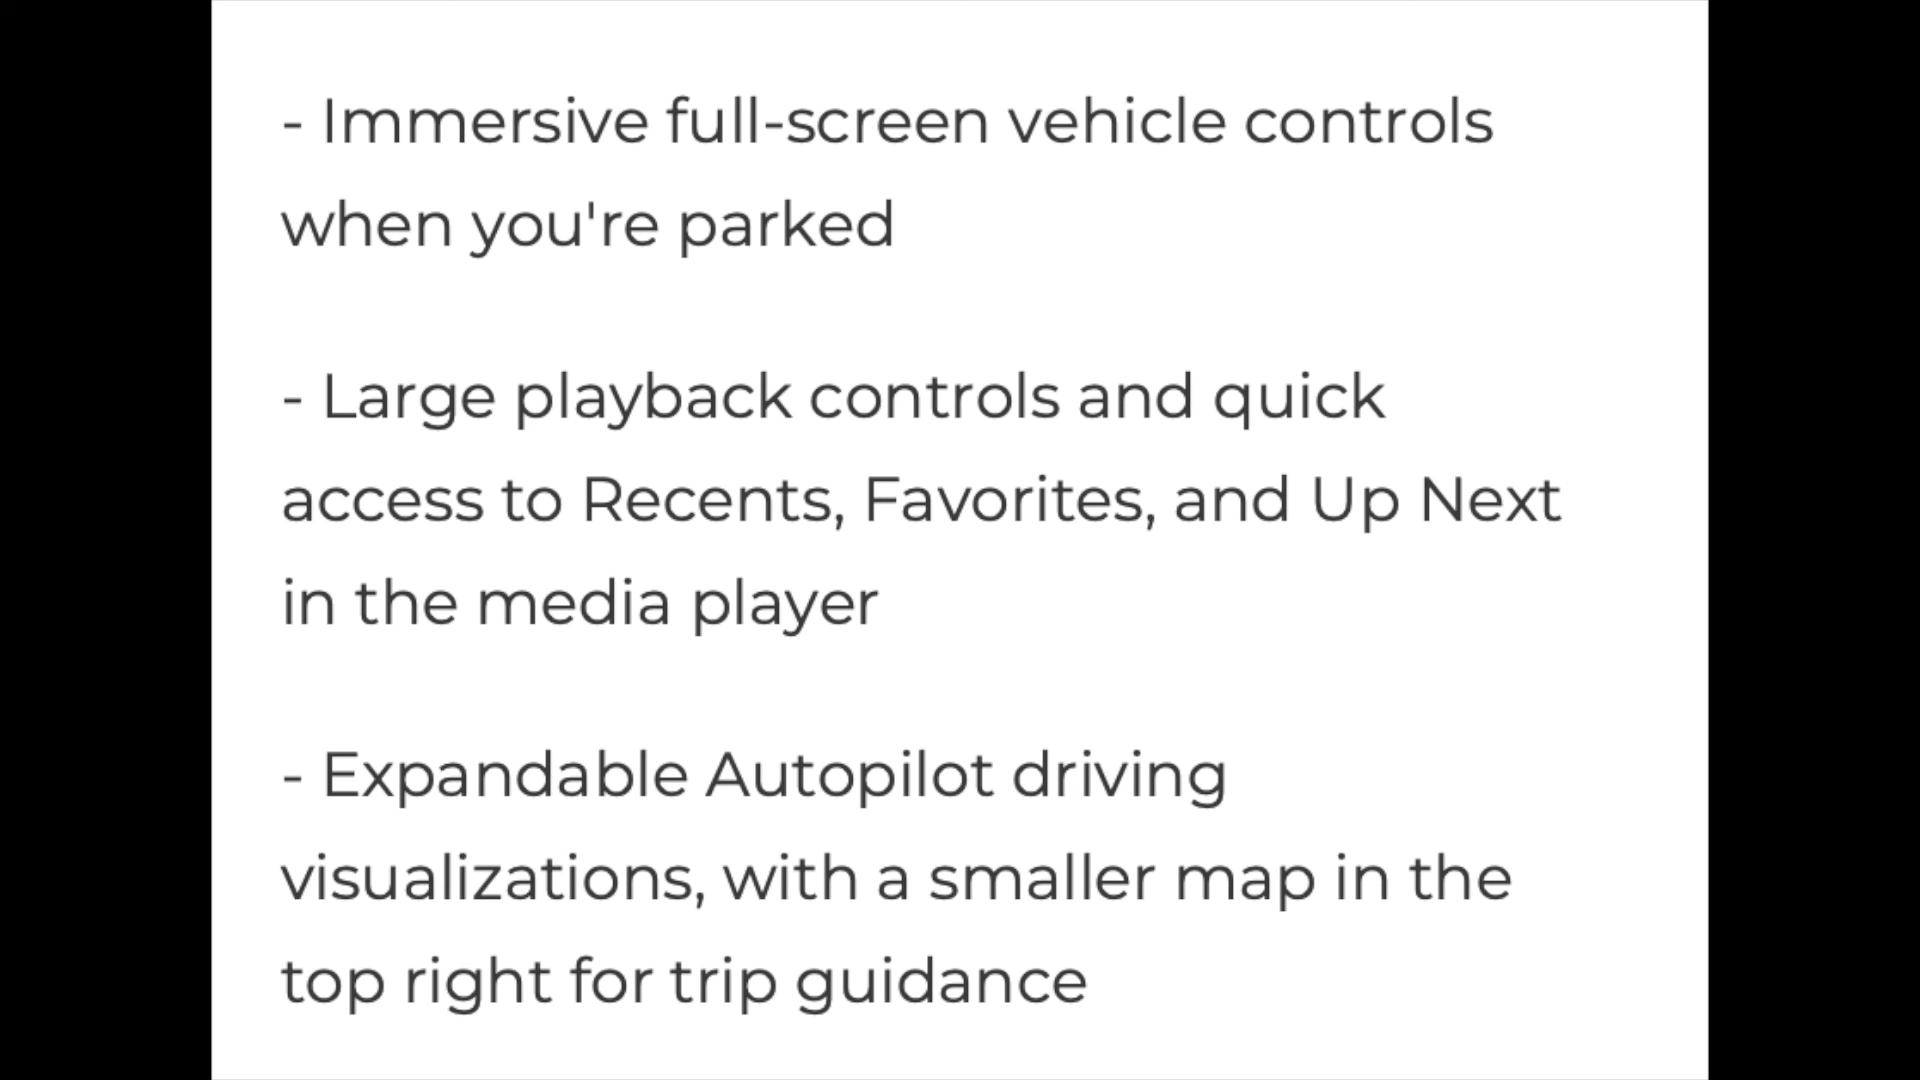 - Immersive full-screen vehicle controls
when you're parked
- Large playback controls and quick
access to Recents, Favorites, and Up Next
in the media player
- Expandable Autopilot driving
visualizations, with a smaller map in the
top right for trip guidance